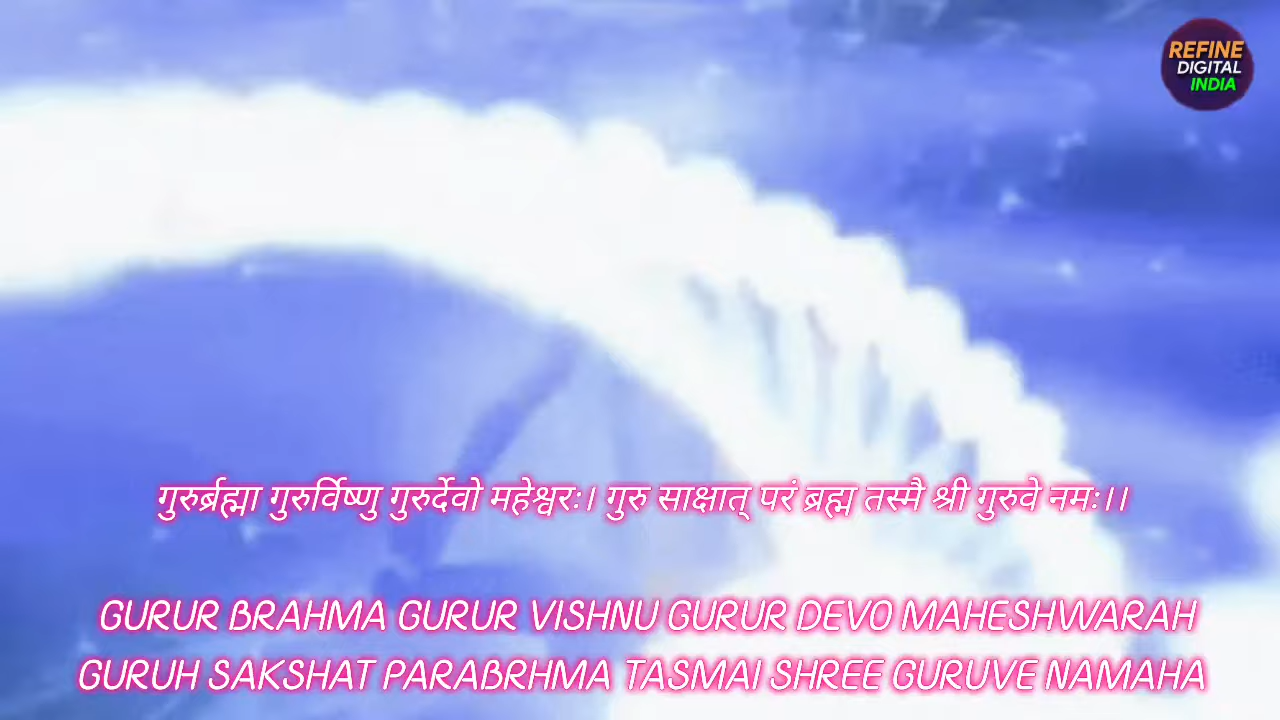 REFINE
DIGITAL
INDIA
गुरुर्ब्रह्मा गुरुर्विष्णु गुरुर्देवो महेश्वरः। गुरु साक्षात् परं ब्रह्म तस्मै श्री गुरुवे नमः।।
GURUR BRAHMA GURUR VISHNU GURUR DEVO MAHESHWARAH
GURUH SAKSHAT PARABRHMA TASMAI SHREE GURUVE NAMAHA